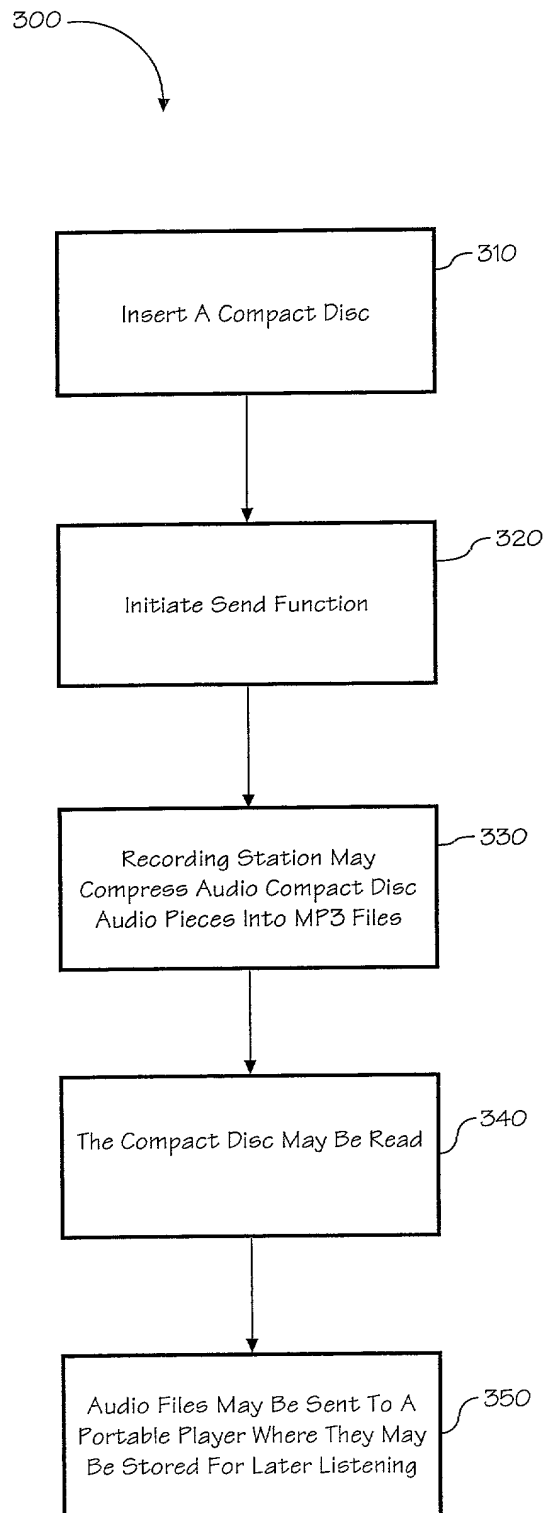 300
310
Insert A Compact Disc
320
Initiate Send Function
330
Recording Station May
Compress Audio Compact Disc
Audio Pieces Into MP3 Files
340
The Compact Disc May Be Read
350
Audio Files May Be Sent To A
Portable Player Where They May
Be Stored For Later Listening